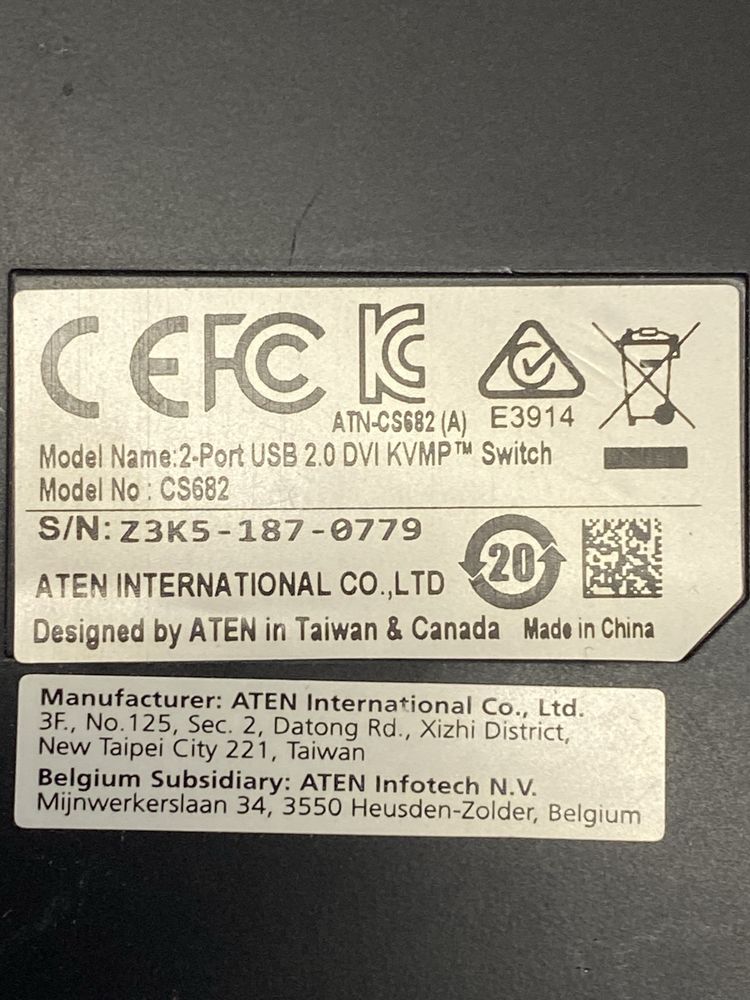 CE FC KC
ATN-CS682 (A) E3914
Model Name:2-Port USB 2.0 DVI KVMP™ Switch
Model No : CS682
S/N: Z3K5-187-0779
20
ATEN INTERNATIONAL CO.,LTD
Designed by ATEN in Taiwan & Canada Made in China
Manufacturer: ATEN International Co., Ltd.
3F., No.125, Sec. 2, Datong Rd., Xizhi District,
New Taipei City 221, Taiwan
Belgium Subsidiary: ATEN Infotech N.V.
Mijnwerkerslaan 34, 3550 Heusden-Zolder, Belgium